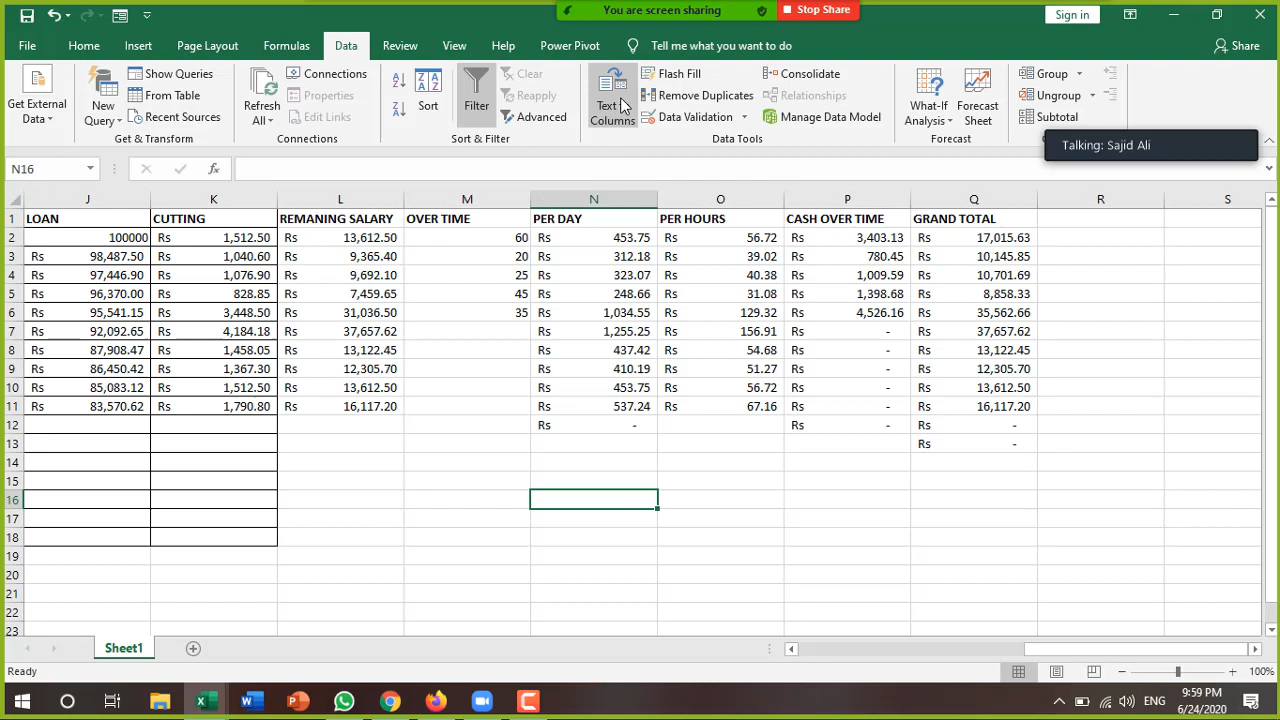 You are screen sharing
Stop Share
Sign in
File Home Insert Page Layout Formulas Data Review View Help Power Pivot Tell me what you want to do Share
Get External Data
New Query
Show Queries
From Table
Recent Sources
Get & Transform
Refresh All
Connections
Properties
Edit Links
Connections
Sort
Filter
Clear
Reapply
Advanced
Sort & Filter
Text Columns
Flash Fill
Remove Duplicates
Data Validation
Consolidate
Relationships
Manage Data Model
Data Tools
What-If Analysis
Forecast Sheet
Forecast
Group
Ungroup
Subtotal
Talking: Sajid Ali
N16 fx
J K L M N O P Q R S
1 LOAN CUTTING REMANING SALARY OVER TIME PER DAY PER HOURS CASH OVER TIME GRAND TOTAL
2 100000 Rs 1,512.50 Rs 13,612.50 60 Rs 453.75 Rs 56.72 Rs 3,403.13 Rs 17,015.63
3 Rs 98,487.50 Rs 1,040.60 Rs 9,365.40 20 Rs 312.18 Rs 39.02 Rs 780.45 Rs 10,145.85
4 Rs 97,446.90 Rs 1,076.90 Rs 9,692.10 25 Rs 323.07 Rs 40.38 Rs 1,009.59 Rs 10,701.69
5 Rs 96,370.00 Rs 828.85 Rs 7,459.65 45 Rs 248.66 Rs 31.08 Rs 1,398.68 Rs 8,858.33
6 Rs 95,541.15 Rs 3,448.50 Rs 31,036.50 35 Rs 1,034.55 Rs 129.32 Rs 4,526.16 Rs 35,562.66
7 Rs 92,092.65 Rs 4,184.18 Rs 37,657.62 Rs 1,255.25 Rs 156.91 Rs - Rs 37,657.62
8 Rs 87,908.47 Rs 1,458.05 Rs 13,122.45 Rs 437.42 Rs 54.68 Rs - Rs 13,122.45
9 Rs 86,450.42 Rs 1,367.30 Rs 12,305.70 Rs 410.19 Rs 51.27 Rs - Rs 12,305.70
10 Rs 85,083.12 Rs 1,512.50 Rs 13,612.50 Rs 453.75 Rs 56.72 Rs - Rs 13,612.50
11 Rs 83,570.62 Rs 1,790.80 Rs 16,117.20 Rs 537.24 Rs 67.16 Rs - Rs 16,117.20
12 Rs - Rs - Rs -
13 Rs -
14
15
16
17
18
19
20
21
22
23
Sheet1
Ready 100%
ENG 9:59 PM
6/24/2020